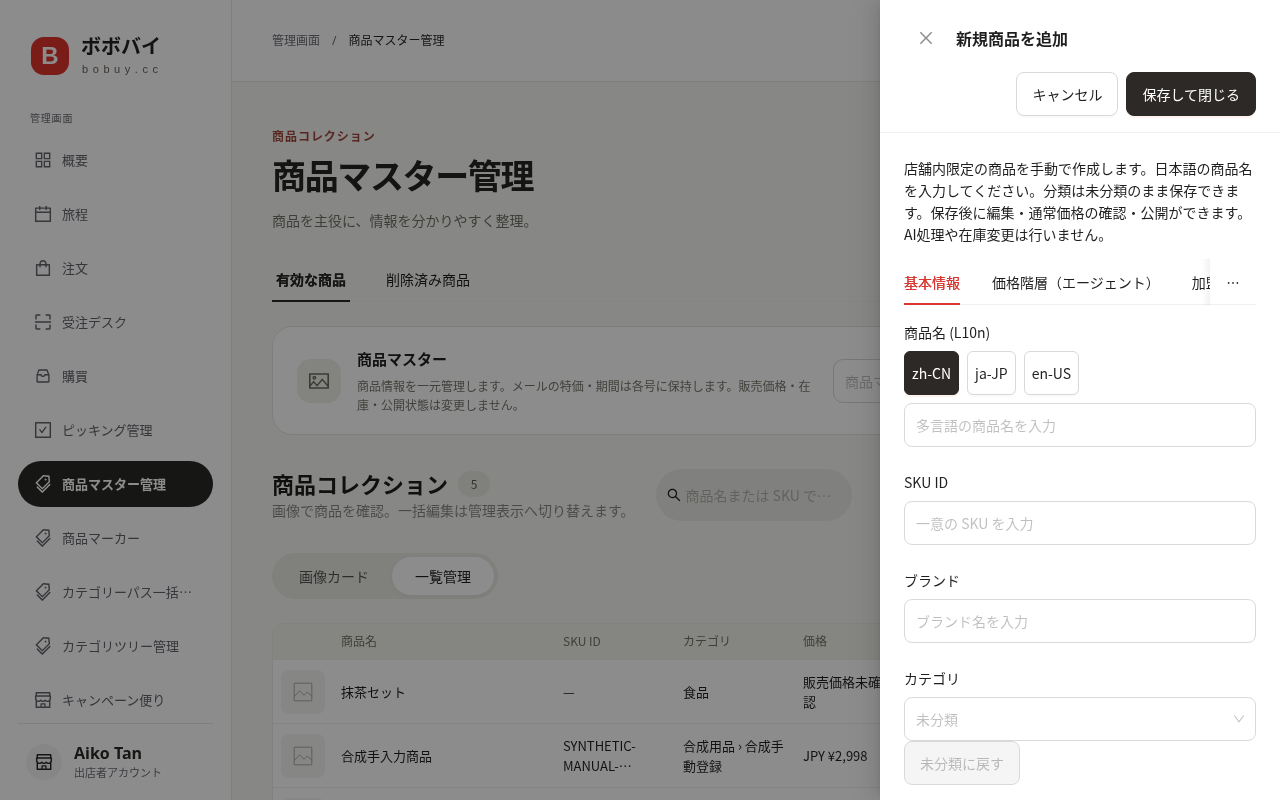 B
ボボバイ
bobuy.cc
管理画面
概要
旅程
注文
受注デスク
購買
ピッキング管理
商品マスター管理
商品マーカー
カテゴリーパス一括…
カテゴリツリー管理
キャンペーン便り
Aiko Tan
出店者アカウント
管理画面 / 商品マスター管理
商品コレクション
商品マスター管理
商品を主役に、情報を分かりやすく整理。
有効な商品
削除済み商品
商品マスター
商品情報を一元管理します。メールの特価・期間は各号に保持します。販売価格・在
庫・公開状態は変更しません。
商品コレクション 5
画像で商品を確認。一括編集は管理表示へ切り替えます。
商品名または SKU で…
画像カード
一覧管理
商品名 SKU ID カテゴリ 価格
抹茶セット — 食品 販売価格未確
認
合成手入力商品 SYNTHETIC- 合成用品 › 合成手 JPY ¥2,998
MANUAL-… 動登録
新規商品を追加
キャンセル
保存して閉じる
店舗内限定の商品を手動で作成します。日本語の商品名
を入力してください。分類は未分類のまま保存できま
す。保存後に編集・通常価格の確認・公開ができます。
AI処理や在庫変更は行いません。
基本情報 価格階層（エージェント） 加 …
商品名 (L10n)
zh-CN ja-JP en-US
多言語の商品名を入力
SKU ID
一意の SKU を入力
ブランド
ブランド名を入力
カテゴリ
未分類
未分類に戻す